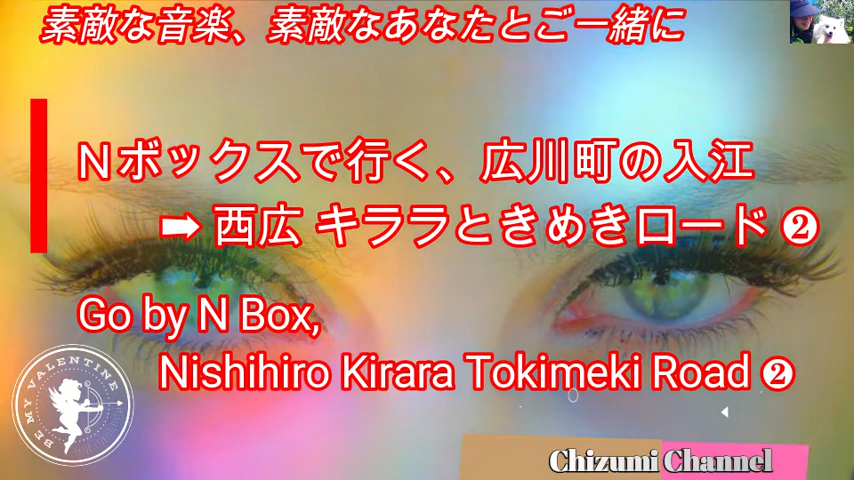 素敵な音楽、素敵なあなたとご一緒に
Nボックスで行く、広川町の入江
➡ 西広 キララときめきロード ❷
Go by N Box,
Nishihiro Kirara Tokimeki Road ❷
BE MY VALENTINE
Chizumi Channel